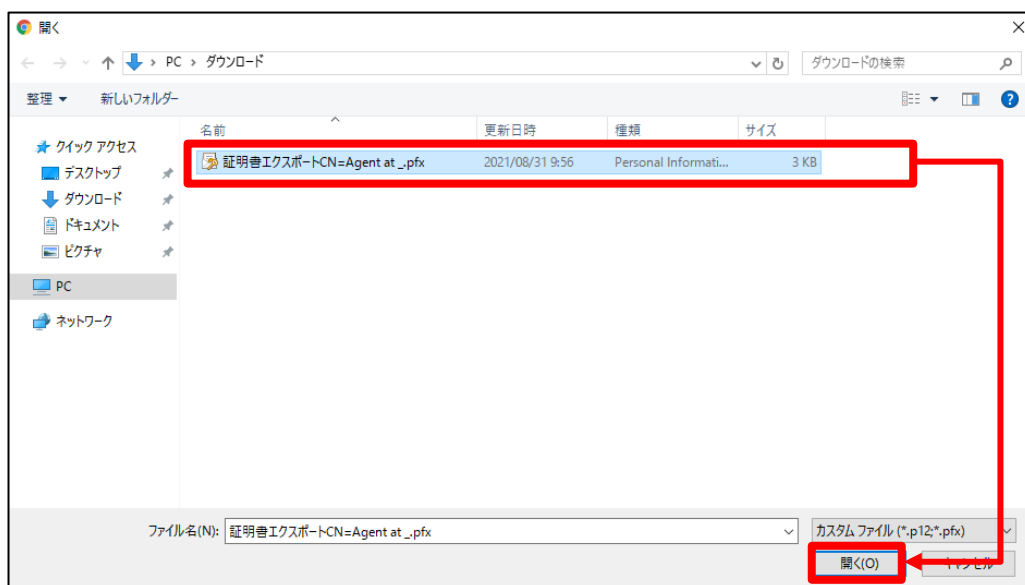 開く
PC › ダウンロード
ダウンロードの検索
整理
新しいフォルダー
名前
更新日時
種類
サイズ
証明書エクスポートCN=Agent at _.pfx
2021/08/31 9:56
Personal Informati...
3 KB
クイック アクセス
デスクトップ
ダウンロード
ドキュメント
ピクチャ
PC
ネットワーク
ファイル名(N):
証明書エクスポートCN=Agent at _.pfx
カスタム ファイル (*.p12;*.pfx)
開く(O)
キャンセル